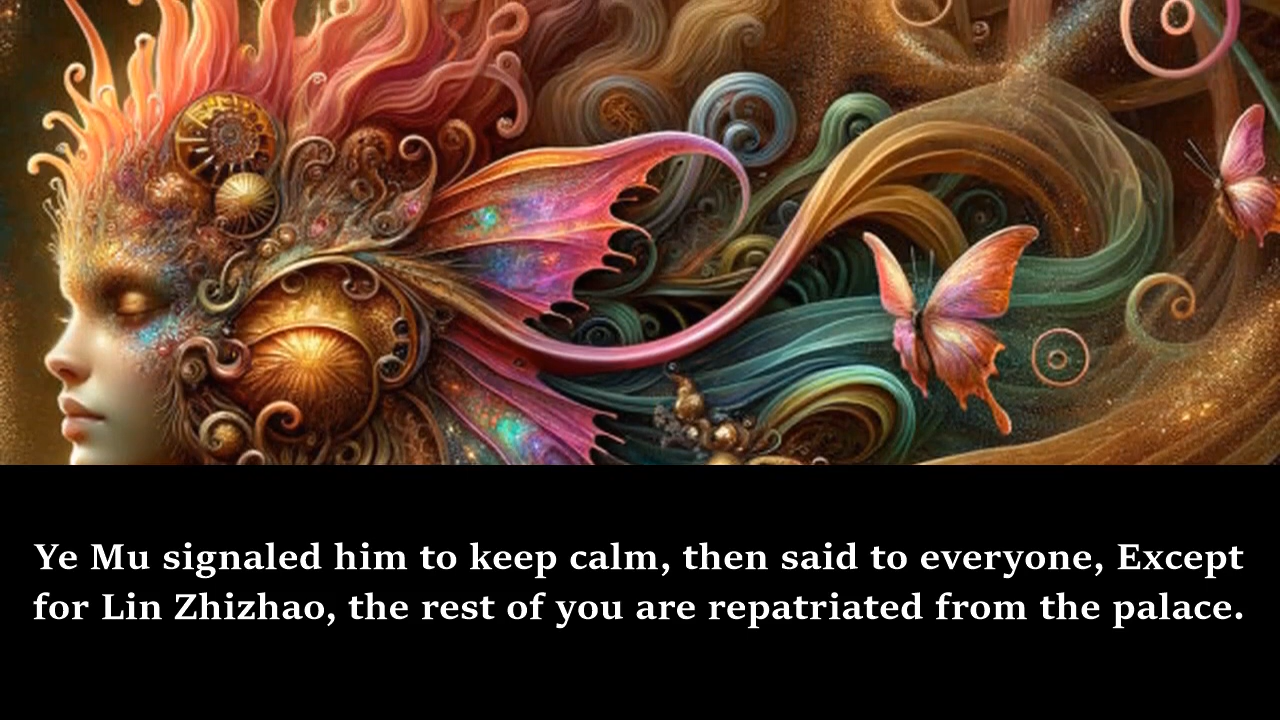 Ye Mu signaled him to keep calm, then said to everyone, Except
for Lin Zhizhao, the rest of you are repatriated from the palace.